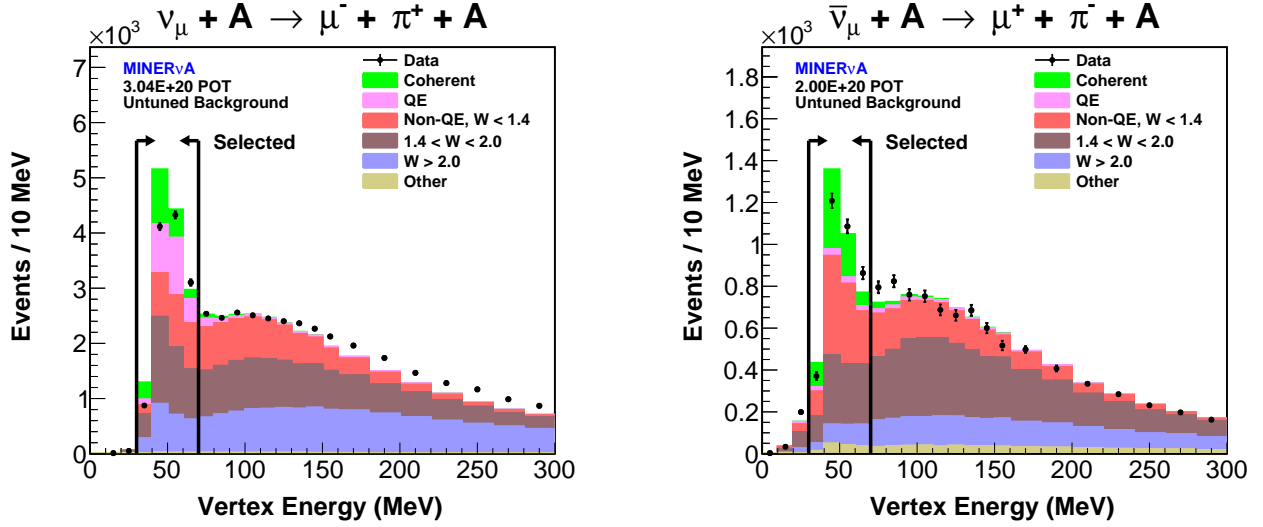 νμ + A → μ- + π+ + A
×10³
7
6
5
4
3
2
1
0
Events / 10 MeV
MINERνA
3.04E+20 POT
Untuned Background
Selected
Data
Coherent
QE
Non-QE, W < 1.4
1.4 < W < 2.0
W > 2.0
Other
0 50 100 150 200 250 300
Vertex Energy (MeV)
ν̅μ + A → μ+ + π- + A
×10³
1.8
1.6
1.4
1.2
1
0.8
0.6
0.4
0.2
0
Events / 10 MeV
MINERνA
2.00E+20 POT
Untuned Background
Selected
Data
Coherent
QE
Non-QE, W < 1.4
1.4 < W < 2.0
W > 2.0
Other
0 50 100 150 200 250 300
Vertex Energy (MeV)